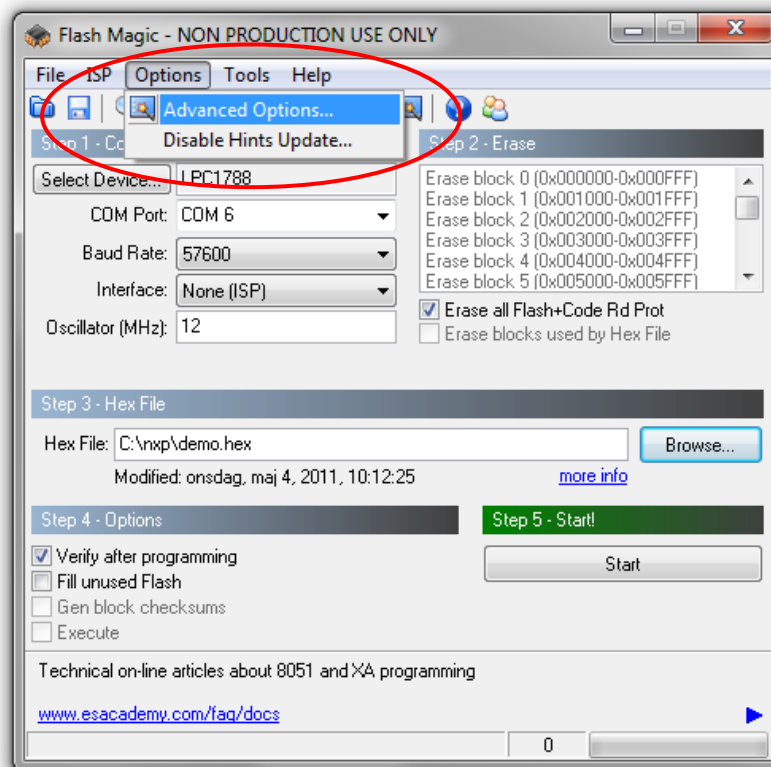 Flash Magic - NON PRODUCTION USE ONLY
File ISP Options Tools Help
Advanced Options...
Disable Hints Update...
Step 1 - Co
Step 2 - Erase
Select Device... LPC1788
COM Port: COM 6
Baud Rate: 57600
Interface: None (ISP)
Oscillator (MHz): 12
Erase block 0 (0x000000-0x000FFF)
Erase block 1 (0x001000-0x001FFF)
Erase block 2 (0x002000-0x002FFF)
Erase block 3 (0x003000-0x003FFF)
Erase block 4 (0x004000-0x004FFF)
Erase block 5 (0x005000-0x005FFF)
Erase all Flash+Code Rd Prot
Erase blocks used by Hex File
Step 3 - Hex File
Hex File: C:\nxp\demo.hex
Browse...
Modified: onsdag, maj 4, 2011, 10:12:25
more info
Step 4 - Options
Step 5 - Start!
Verify after programming
Fill unused Flash
Gen block checksums
Execute
Start
Technical on-line articles about 8051 and XA programming
www.esacademy.com/faq/docs
0